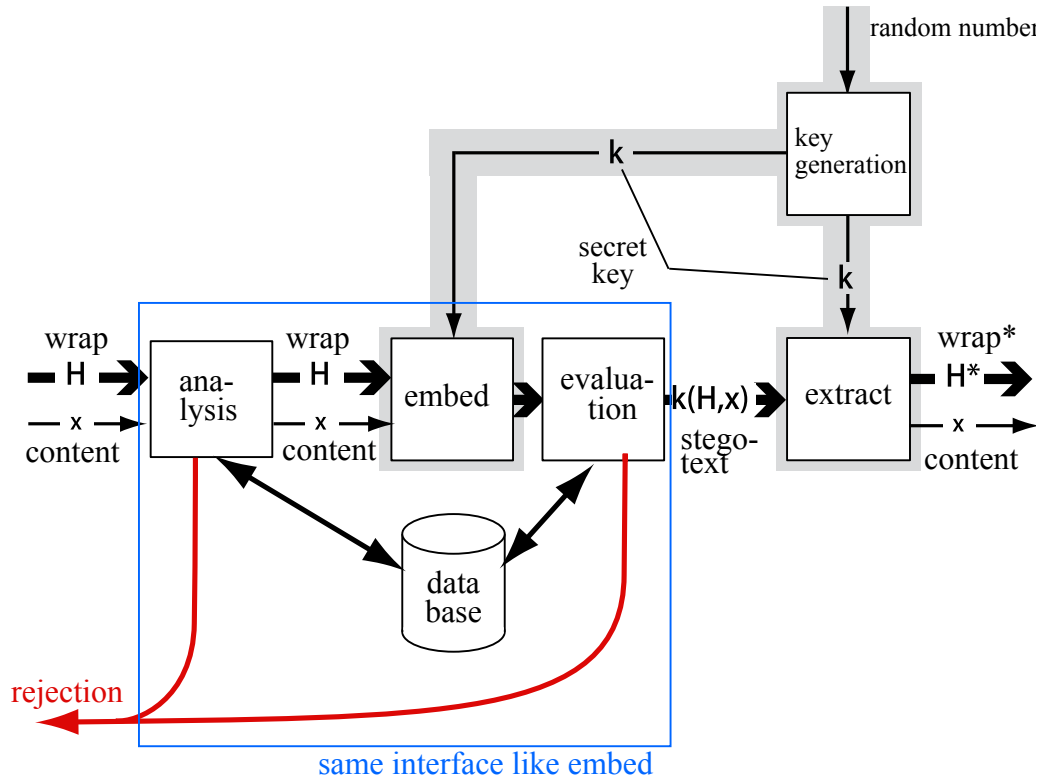 random number
key
generation
k
secret
key
k
wrap
H
x
content
ana-
lysis
wrap
H
x
content
embed
evalua-
tion
k(H,x)
stego-
text
extract
wrap*
H*
x
content
data
base
rejection
same interface like embed